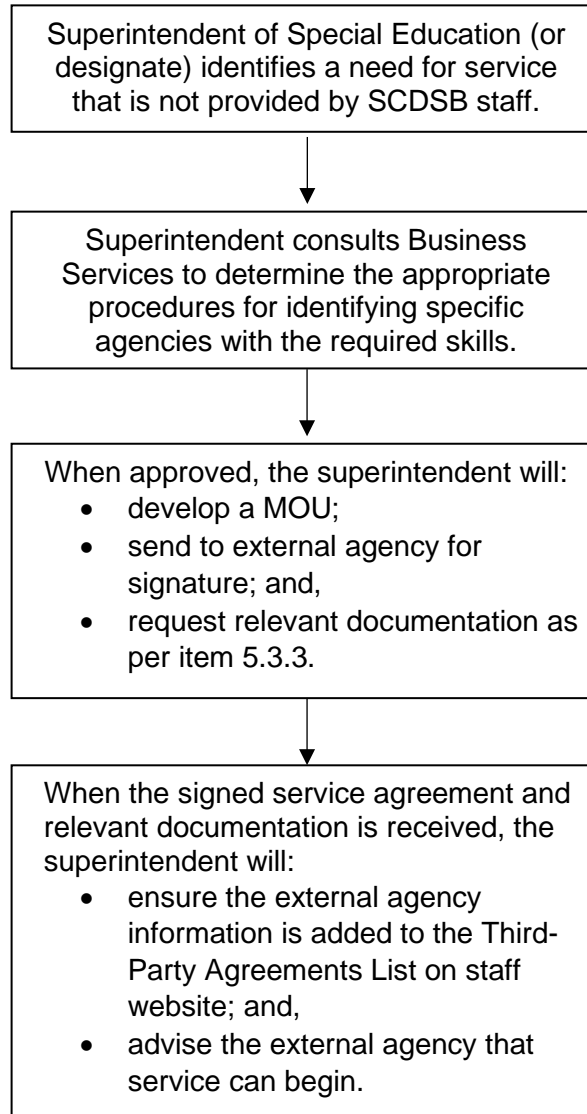 Superintendent of Special Education (or
designate) identifies a need for service
that is not provided by SCDSB staff.
Superintendent consults Business
Services to determine the appropriate
procedures for identifying specific
agencies with the required skills.
When approved, the superintendent will:
• develop a MOU;
• send to external agency for
signature; and,
• request relevant documentation as
per item 5.3.3.
When the signed service agreement and
relevant documentation is received, the
superintendent will:
• ensure the external agency
information is added to the Third-
Party Agreements List on staff
website; and,
• advise the external agency that
service can begin.